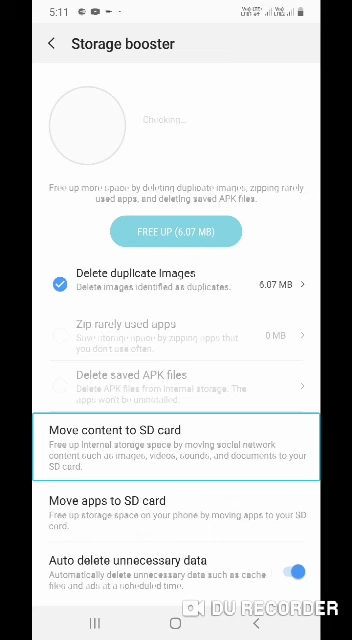 5:11
Storage booster
Checking...
Free up more space by deleting duplicate images, zipping rarely
used apps, and deleting saved APK files.
FREE UP (6.07 MB)
Delete duplicate images
Delete images identified as duplicates.
6.07 MB
Zip rarely used apps
Save storage space by zipping apps that
you don't use often.
0 MB
Delete saved APK files
Delete APK files from internal storage. The
apps won't be uninstalled.
Move content to SD card
Free up internal storage space by moving social network
content such as images, videos, sounds, and documents to your
SD card.
Move apps to SD card
Free up storage space on your phone by moving apps to your SD
card.
Auto delete unnecessary data
Automatically delete unnecessary data such as cache
files and ads at a scheduled time.
DU RECORDER